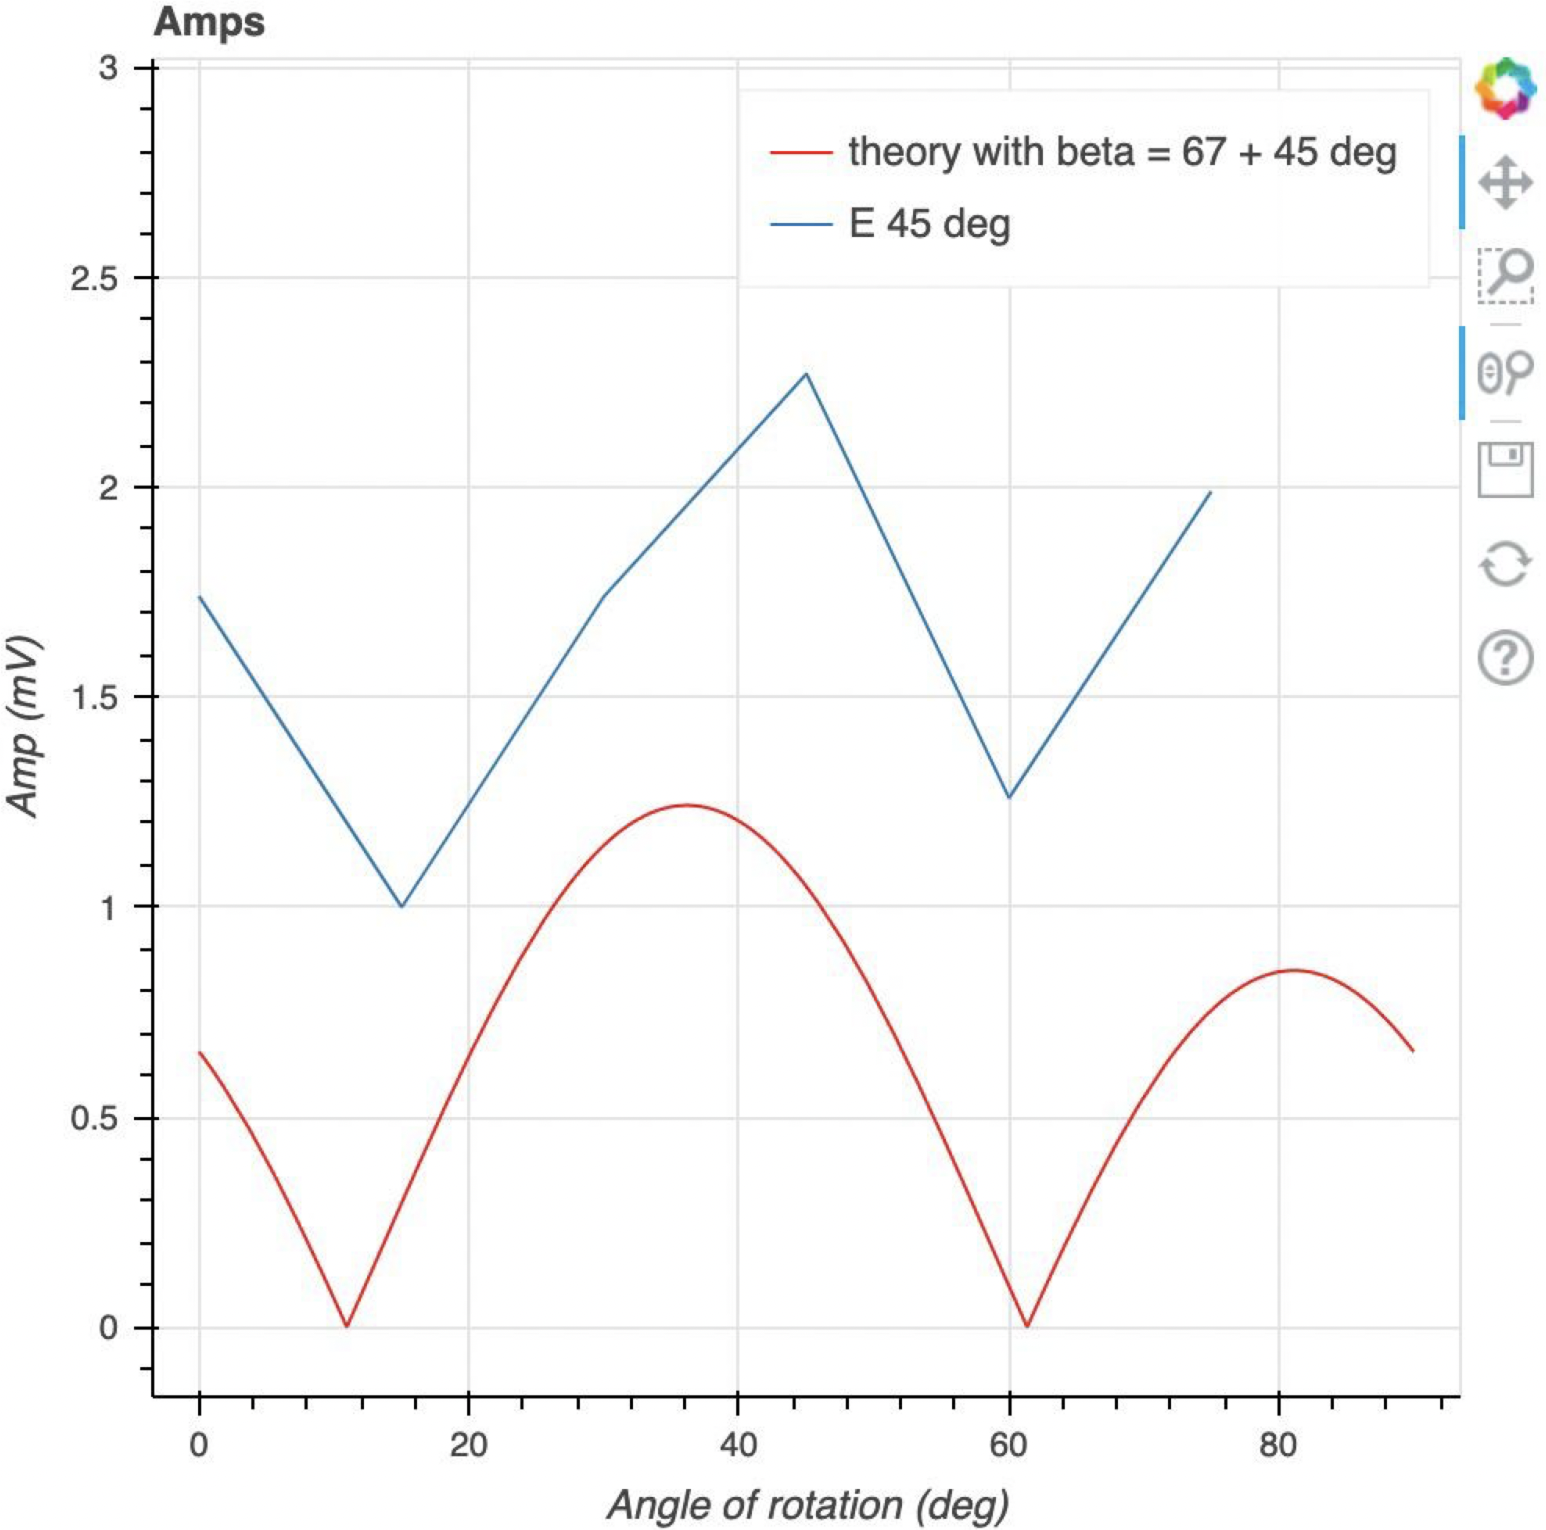 Amps
3
2.5
2
1.5
1
0.5
0
Amp (mV)
theory with beta = 67 + 45 deg
E 45 deg
0 20 40 60 80
Angle of rotation (deg)
?